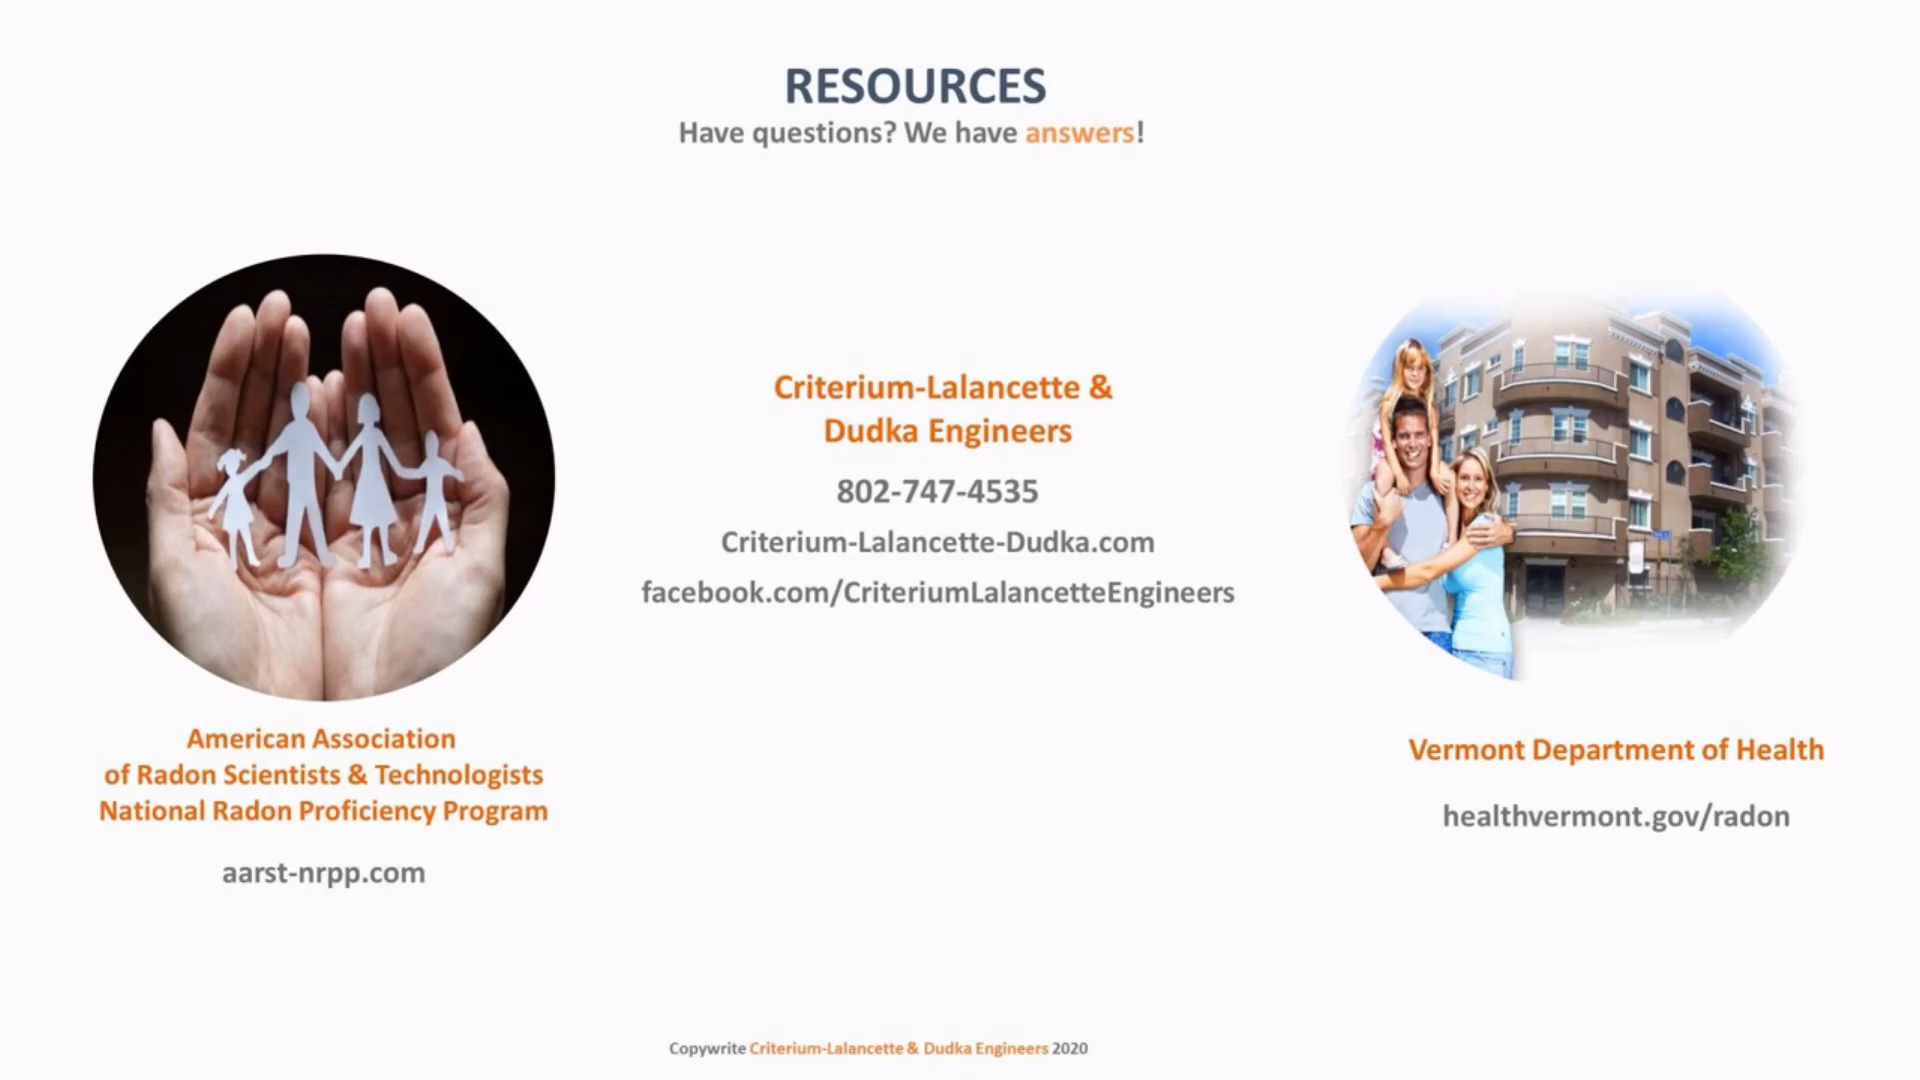 RESOURCES
Have questions? We have answers!
Criterium-Lalancette &
Dudka Engineers
802-747-4535
Criterium-Lalancette-Dudka.com
facebook.com/CriteriumLalancetteEngineers
American Association
of Radon Scientists & Technologists
National Radon Proficiency Program
aarst-nrpp.com
Vermont Department of Health
healthvermont.gov/radon
Copywrite Criterium-Lalancette & Dudka Engineers 2020